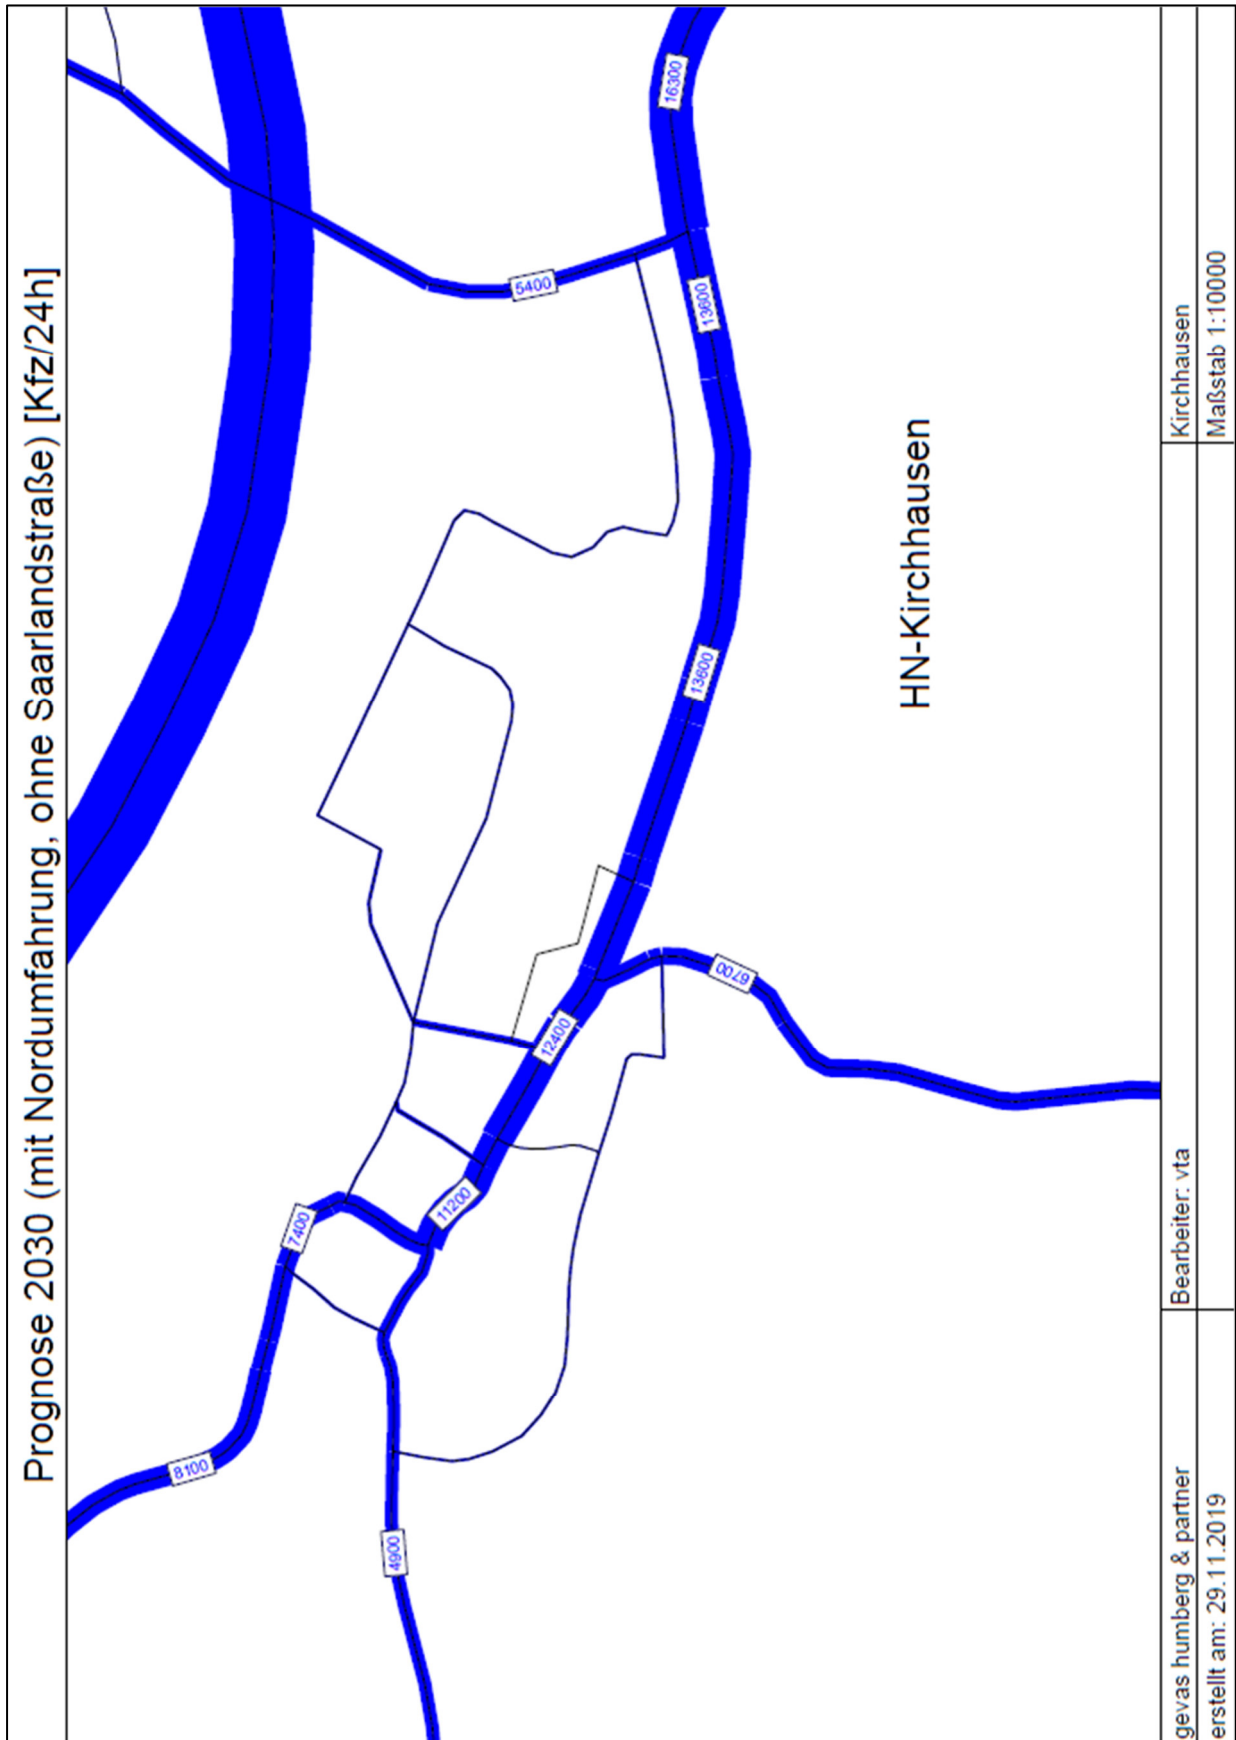 Prognose 2030 (mit Nordumfahrung, ohne Saarlandstraße) [Kfz/24h]
8100
7400
4900
11200
12400
6700
13600
5400
13600
16300
HN-Kirchhausen
gevas humberg & partner
Bearbeiter: vta
Kirchhausen
erstellt am: 29.11.2019
Maßstab 1:10000